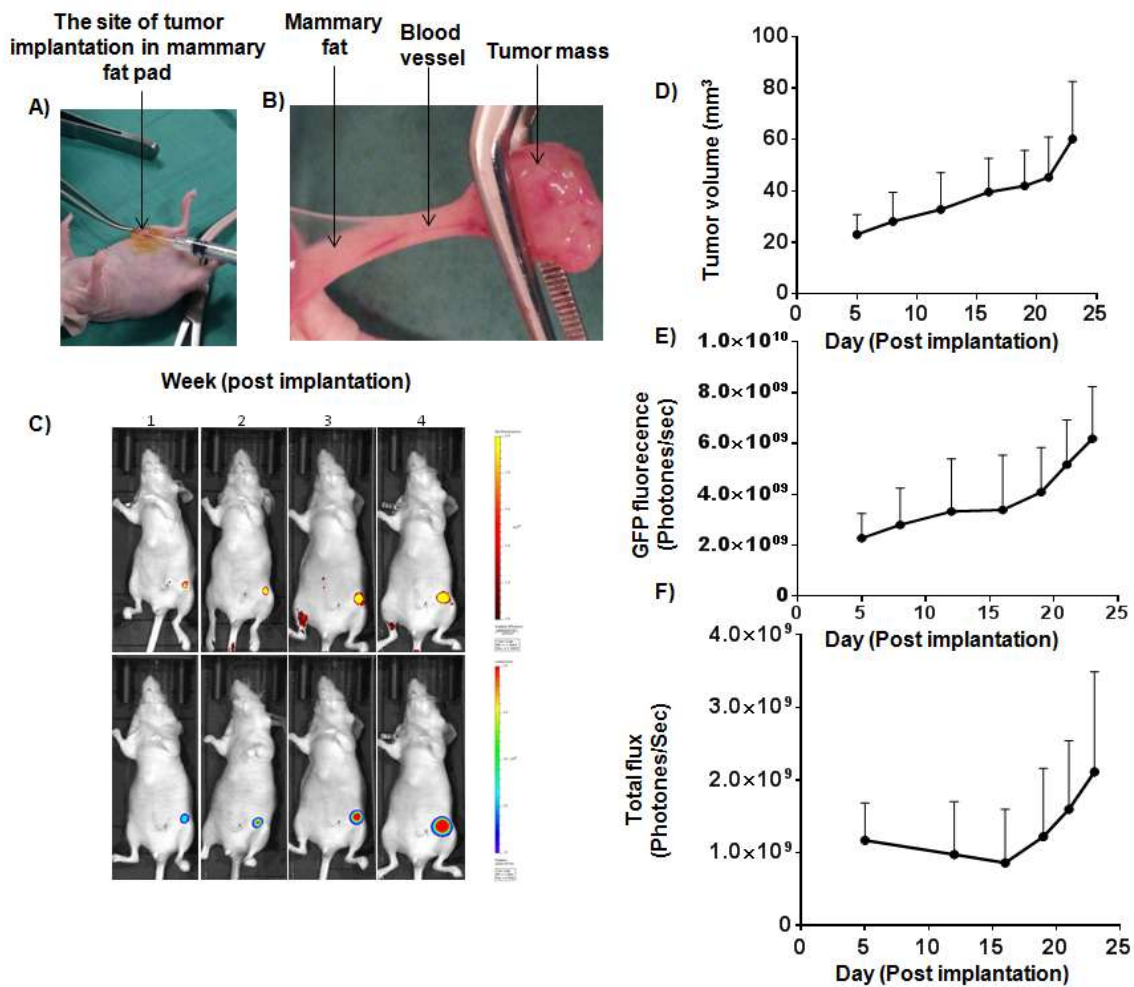 The site of tumor
implantation in mammary
fat pad
Mammary
fat
Blood
vessel
Tumor mass
A)
B)
Week (post implantation)
C)
1 2 3 4
D)
Tumor volume (mm³
100
80
60
40
20
0
0 5 10 15 20 25
Day (Post implantation)
E)
GFP fluorecence
(Photones/sec)
1.0×10¹⁰
8.0×10⁰⁹
6.0×10⁰⁹
4.0×10⁰⁹
2.0×10⁰⁹
0
0 5 10 15 20 25
Day (Post implantation)
F)
Total flux
(Photones/Sec)
4.0×10⁹
3.0×10⁹
2.0×10⁹
1.0×10⁹
0
0 5 10 15 20 25
Day (Post implantation)